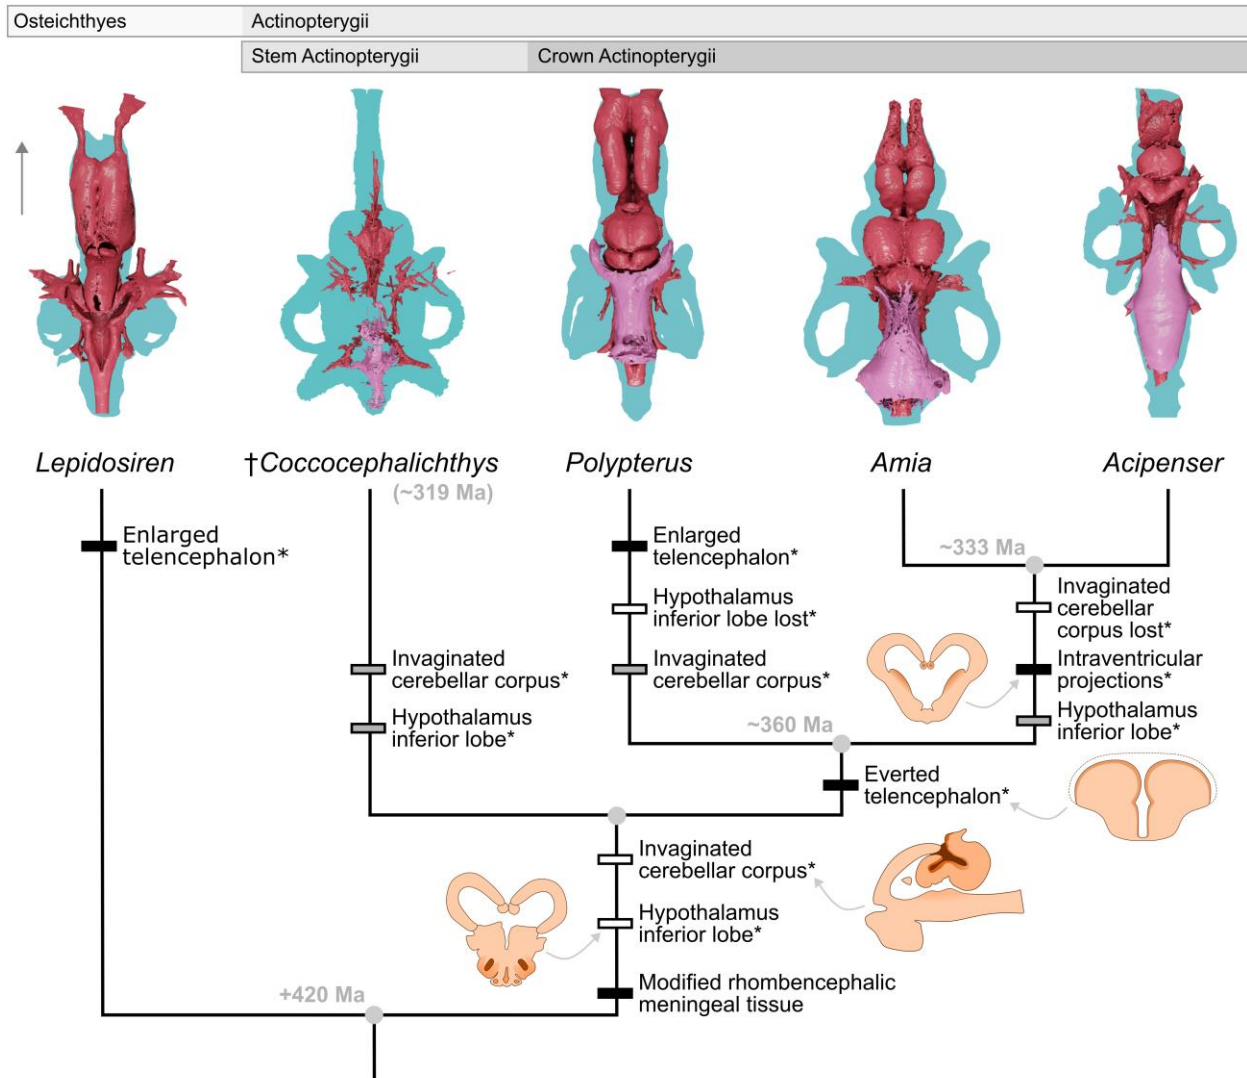 Osteichthyes
Actinopterygii
Stem Actinopterygii
Crown Actinopterygii
Lepidosiren
†Coccocephalichthys
(~319 Ma)
Polypterus
Amia
Acipenser
Enlarged
telencephalon*
Enlarged
telencephalon*
~333 Ma
Hypothalamus
inferior lobe lost*
Invaginated
cerebellar
corpus lost*
Invaginated
cerebellar corpus*
Invaginated
cerebellar corpus*
Intraventricular
projections*
Hypothalamus
inferior lobe*
~360 Ma
Hypothalamus
inferior lobe*
Everted
telencephalon*
Invaginated
cerebellar corpus*
Hypothalamus
inferior lobe*
Modified rhombencephalic
meningeal tissue
+420 Ma